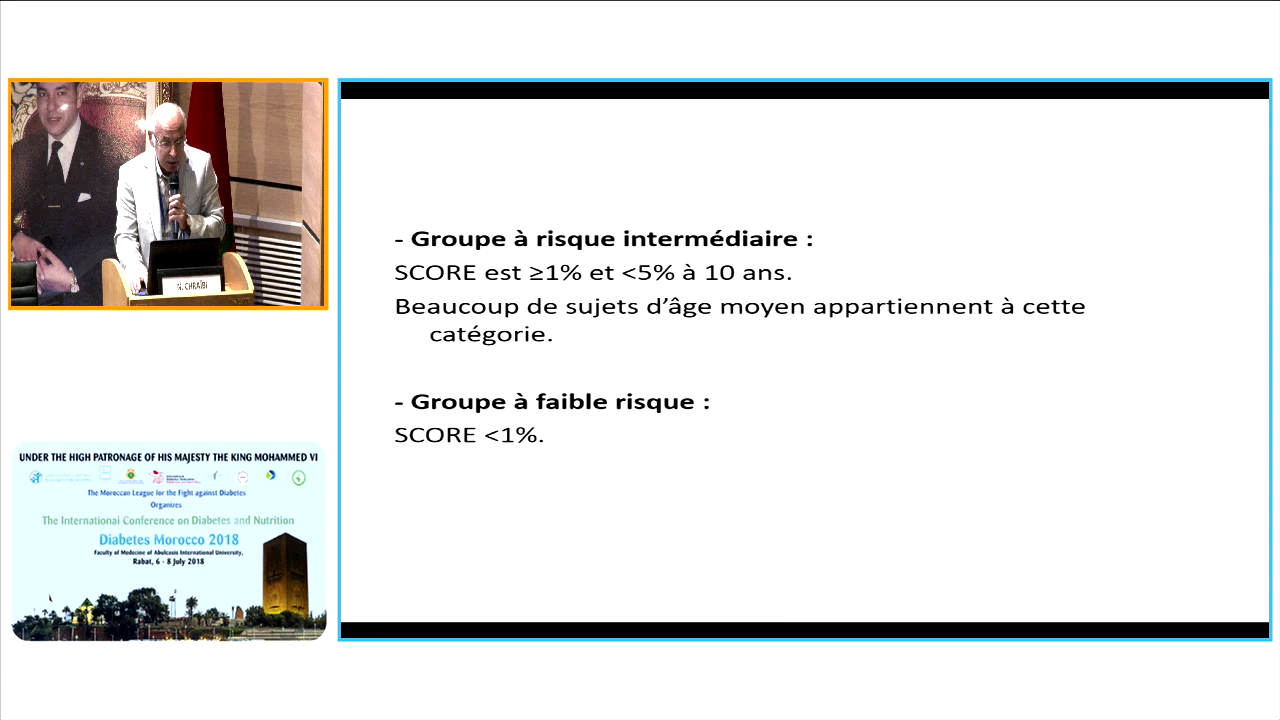 N. CHRAÏBI
- Groupe à risque intermédiaire :
SCORE est ≥1% et <5% à 10 ans.
Beaucoup de sujets d’âge moyen appartiennent à cette
catégorie.
- Groupe à faible risque :
SCORE <1%.
UNDER THE HIGH PATRONAGE OF HIS MAJESTY THE KING MOHAMMED VI
The Moroccan League for the Fight against Diabetes
Organizes
The International Conference on Diabetes and Nutrition
Diabetes Morocco 2018
Faculty of Medecine of Abulcasis International University,
Rabat, 6 - 8 July 2018